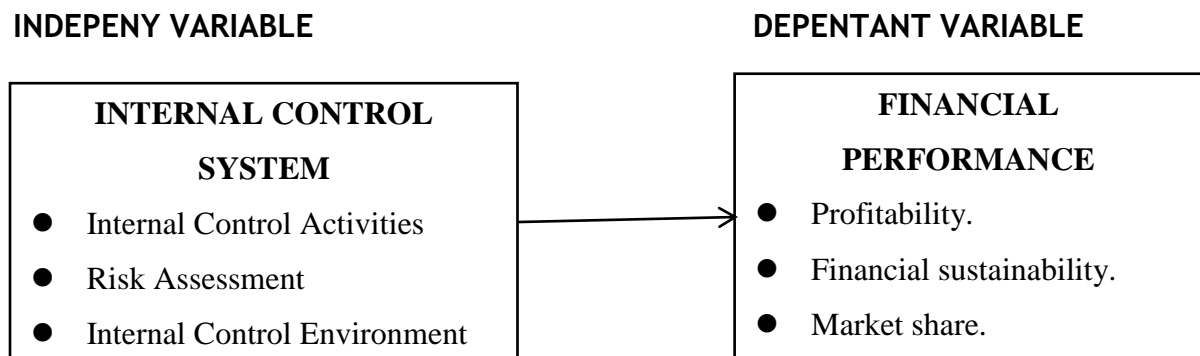 INDEPENY VARIABLE
DEPENTANT VARIABLE
INTERNAL CONTROL
SYSTEM
● Internal Control Activities
● Risk Assessment
● Internal Control Environment
FINANCIAL
PERFORMANCE
● Profitability.
● Financial sustainability.
● Market share.